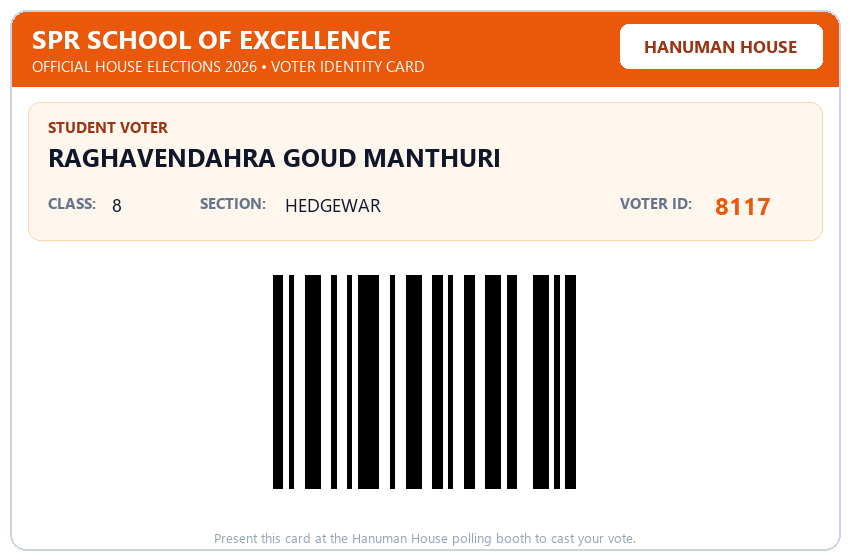 SPR SCHOOL OF EXCELLENCE
OFFICIAL HOUSE ELECTIONS 2026 • VOTER IDENTITY CARD
HANUMAN HOUSE
STUDENT VOTER
RAGHAVENDAHRA GOUD MANTHURI
CLASS: 8 SECTION: HEDGEWAR VOTER ID: 8117
Present this card at the Hanuman House polling booth to cast your vote.